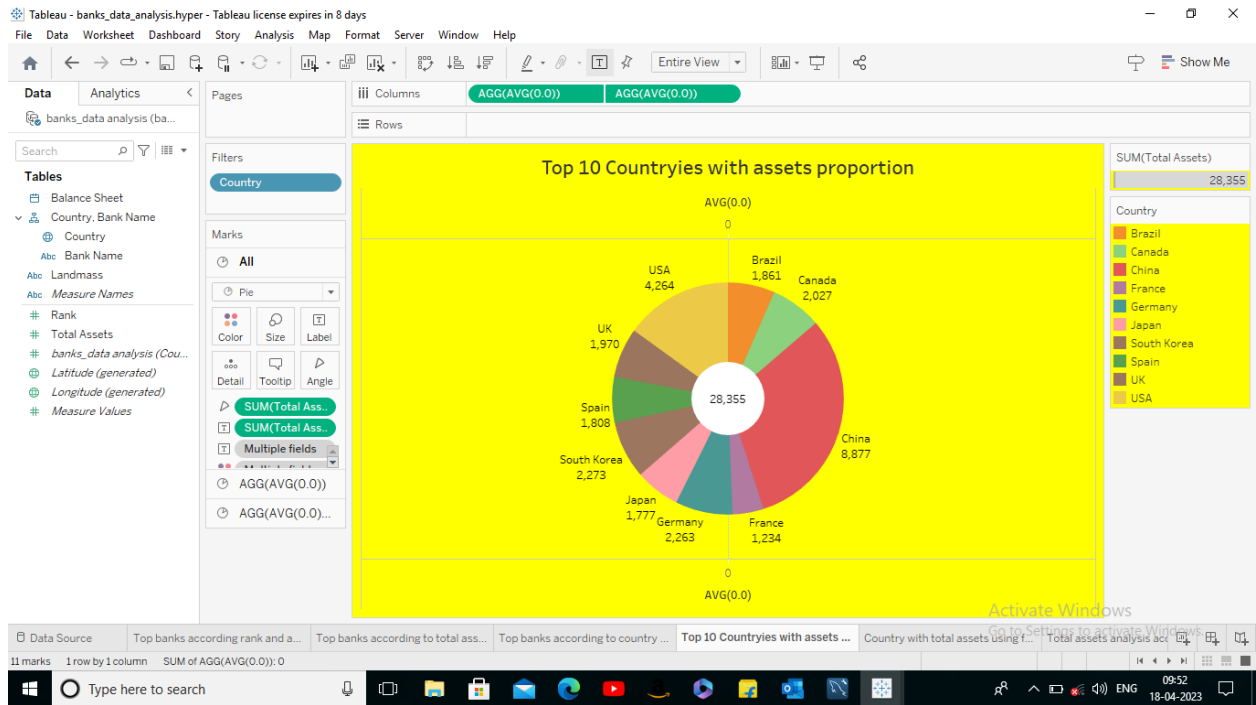 Tableau - banks_data_analysis.hyper - Tableau license expires in 8 days
File Data Worksheet Dashboard Story Analysis Map Format Server Window Help
Entire View
Show Me
Data Analytics
banks_data analysis (ba...
Search
Tables
Balance Sheet
Country, Bank Name
Country
Abc Bank Name
Abc Landmass
Abc Measure Names
# Rank
# Total Assets
# banks_data analysis (Cou...
Latitude (generated)
Longitude (generated)
# Measure Values
Pages
Filters
Country
Marks
All
Pie
Color Size Label
Detail Tooltip Angle
SUM(Total Ass..
SUM(Total Ass..
Multiple fields
AGG(AVG(0.0))
AGG(AVG(0.0)...
Columns AGG(AVG(0.0)) AGG(AVG(0.0))
Rows
Top 10 Countryies with assets proportion
AVG(0.0)
0
Brazil
1,861
Canada
2,027
China
8,877
France
1,234
Germany
2,263
Japan
1,777
South Korea
2,273
Spain
1,808
UK
1,970
USA
4,264
28,355
0
AVG(0.0)
SUM(Total Assets)
28,355
Country
Brazil
Canada
China
France
Germany
Japan
South Korea
Spain
UK
USA
Activate Windows
Go to Settings to activate Windows.
Data Source Top banks according rank and a... Top banks according to total ass... Top banks according to country ... Top 10 Countryies with assets ... Country with total assets using f... Total assets analysis acc
11 marks 1 row by 1 column SUM of AGG(AVG(0.0)): 0
Type here to search
ENG
09:52
18-04-2023